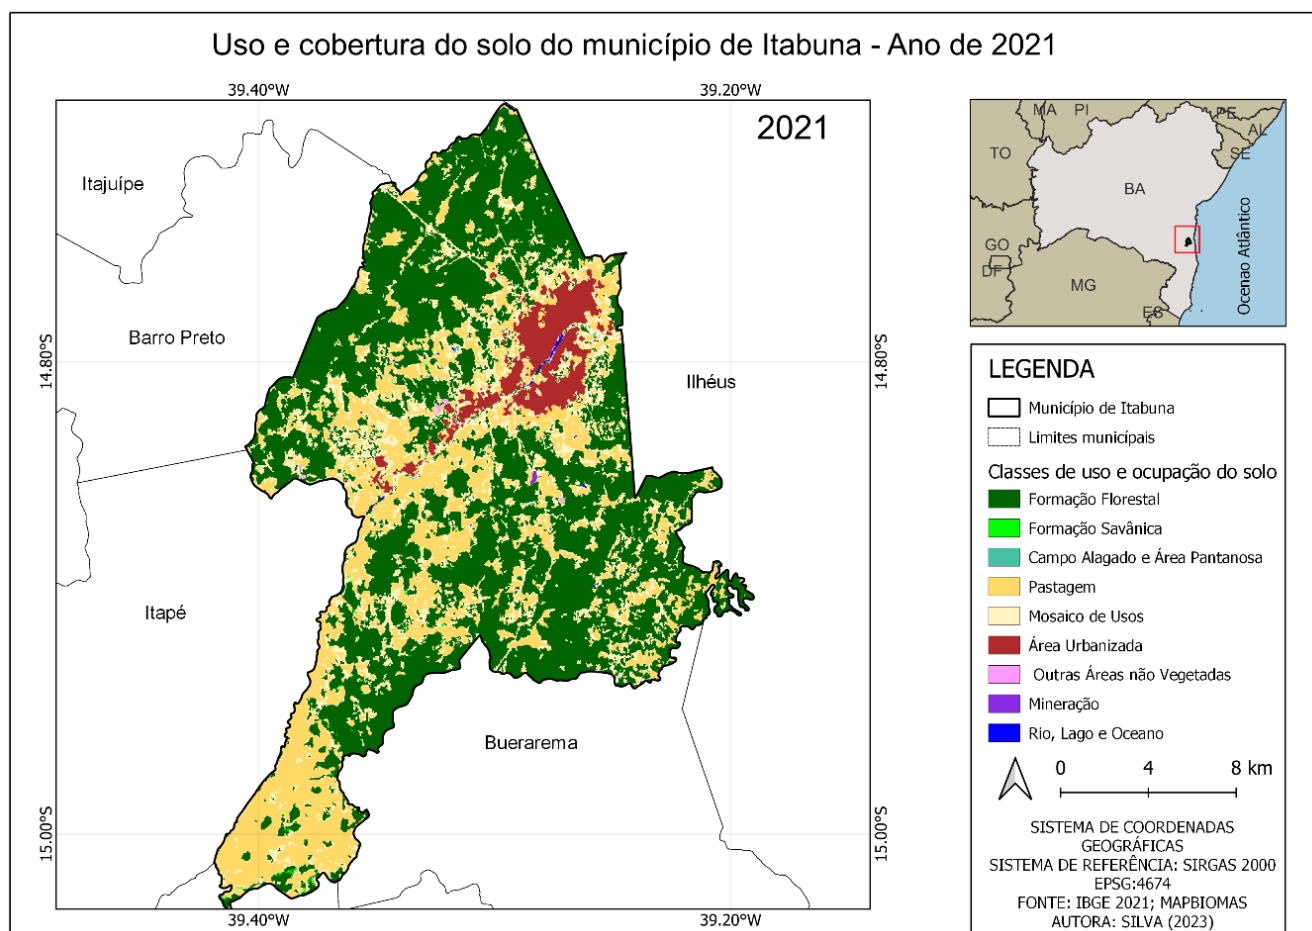 Uso e cobertura do solo do município de Itabuna - Ano de 2021
39.40°W
39.20°W
2021
Itajuípe
Barro Preto
Ilhéus
Itapé
Buerarema
14.80°S
14.80°S
15.00°S
15.00°S
39.40°W
39.20°W
MA
PI
PE
AL
SE
TO
BA
GO
DF
MG
ES
Ocenao Atlântico
LEGENDA
Município de Itabuna
Limites municípais
Classes de uso e ocupação do solo
Formação Florestal
Formação Savânica
Campo Alagado e Área Pantanosa
Pastagem
Mosaico de Usos
Área Urbanizada
Outras Áreas não Vegetadas
Mineração
Rio, Lago e Oceano
0 4 8 km
SISTEMA DE COORDENADAS
GEOGRÁFICAS
SISTEMA DE REFERÊNCIA: SIRGAS 2000
EPSG:4674
FONTE: IBGE 2021; MAPBIOMAS
AUTORA: SILVA (2023)